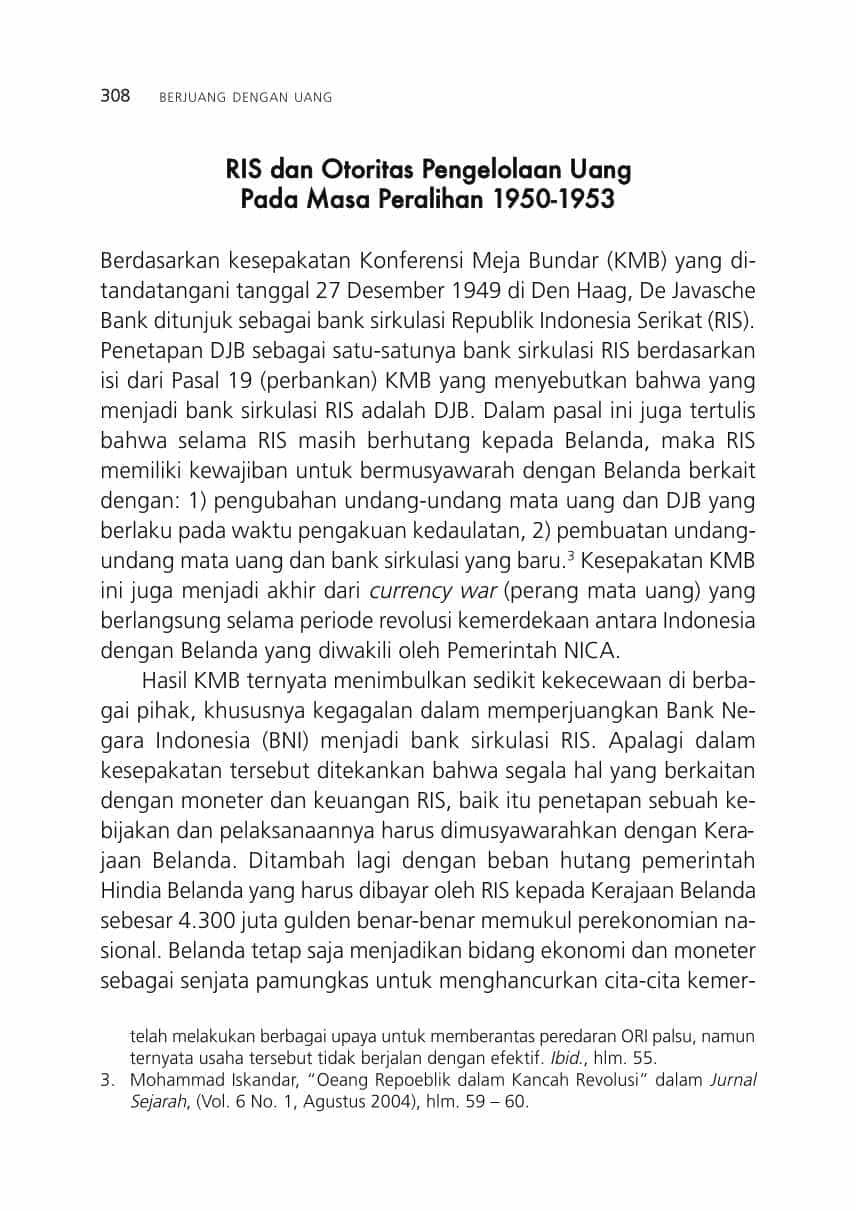 308 BERJUANG DENGAN UANG
RIS dan Otoritas Pengelolaan Uang
Pada Masa Peralihan 1950-1953
Berdasarkan kesepakatan Konferensi Meja Bundar (KMB) yang di-
tandatangani tanggal 27 Desember 1949 di Den Haag, De Javasche
Bank ditunjuk sebagai bank sirkulasi Republik Indonesia Serikat (RIS).
Penetapan DJB sebagai satu-satunya bank sirkulasi RIS berdasarkan
isi dari Pasal 19 (perbankan) KMB yang menyebutkan bahwa yang
menjadi bank sirkulasi RIS adalah DJB. Dalam pasal ini juga tertulis
bahwa selama RIS masih berhutang kepada Belanda, maka RIS
memiliki kewajiban untuk bermusyawarah dengan Belanda berkait
dengan: 1) pengubahan undang-undang mata uang dan DJB yang
berlaku pada waktu pengakuan kedaulatan, 2) pembuatan undang-
undang mata uang dan bank sirkulasi yang baru.³ Kesepakatan KMB
ini juga menjadi akhir dari currency war (perang mata uang) yang
berlangsung selama periode revolusi kemerdekaan antara Indonesia
dengan Belanda yang diwakili oleh Pemerintah NICA.
Hasil KMB ternyata menimbulkan sedikit kekecewaan di berba-
gai pihak, khususnya kegagalan dalam memperjuangkan Bank Ne-
gara Indonesia (BNI) menjadi bank sirkulasi RIS. Apalagi dalam
kesepakatan tersebut ditekankan bahwa segala hal yang berkaitan
dengan moneter dan keuangan RIS, baik itu penetapan sebuah ke-
bijakan dan pelaksanaannya harus dimusyawarahkan dengan Kera-
jaan Belanda. Ditambah lagi dengan beban hutang pemerintah
Hindia Belanda yang harus dibayar oleh RIS kepada Kerajaan Belanda
sebesar 4.300 juta gulden benar-benar memukul perekonomian na-
sional. Belanda tetap saja menjadikan bidang ekonomi dan moneter
sebagai senjata pamungkas untuk menghancurkan cita-cita kemer-
telah melakukan berbagai upaya untuk memberantas peredaran ORI palsu, namun
ternyata usaha tersebut tidak berjalan dengan efektif. Ibid., hlm. 55.
3. Mohammad Iskandar, “Oeang Repoeblik dalam Kancah Revolusi” dalam Jurnal
Sejarah, (Vol. 6 No. 1, Agustus 2004), hlm. 59 – 60.